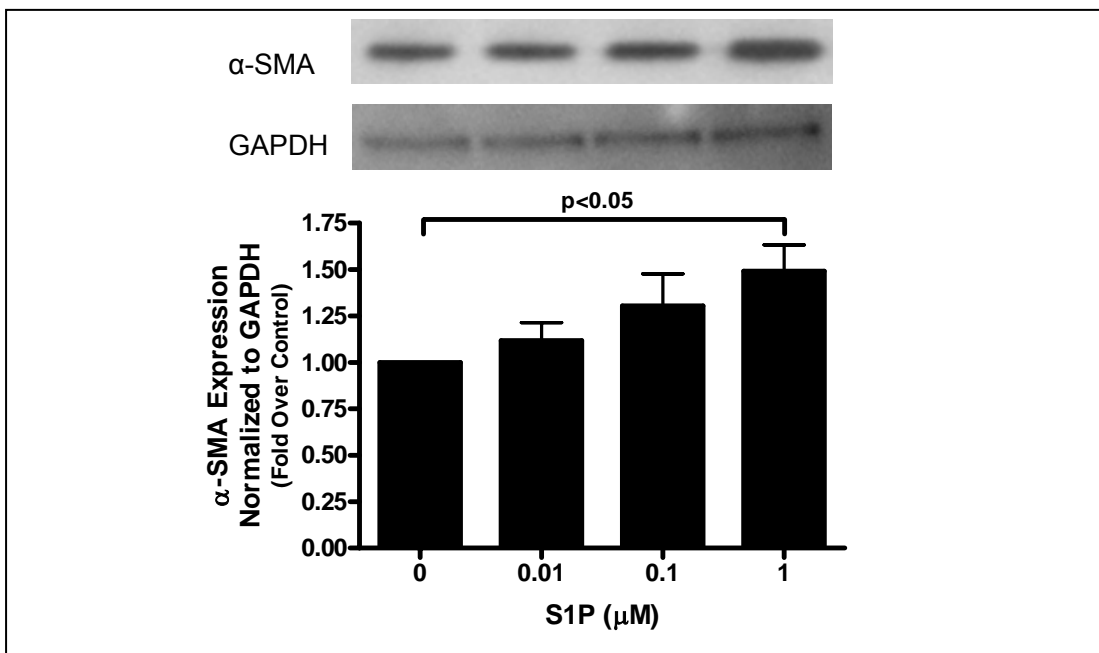 α-SMA
GAPDH
p<0.05
α-SMA Expression
Normalized to GAPDH
(Fold Over Control)
1.75
1.50
1.25
1.00
0.75
0.50
0.25
0.00
0 0.01 0.1 1
S1P (μM)